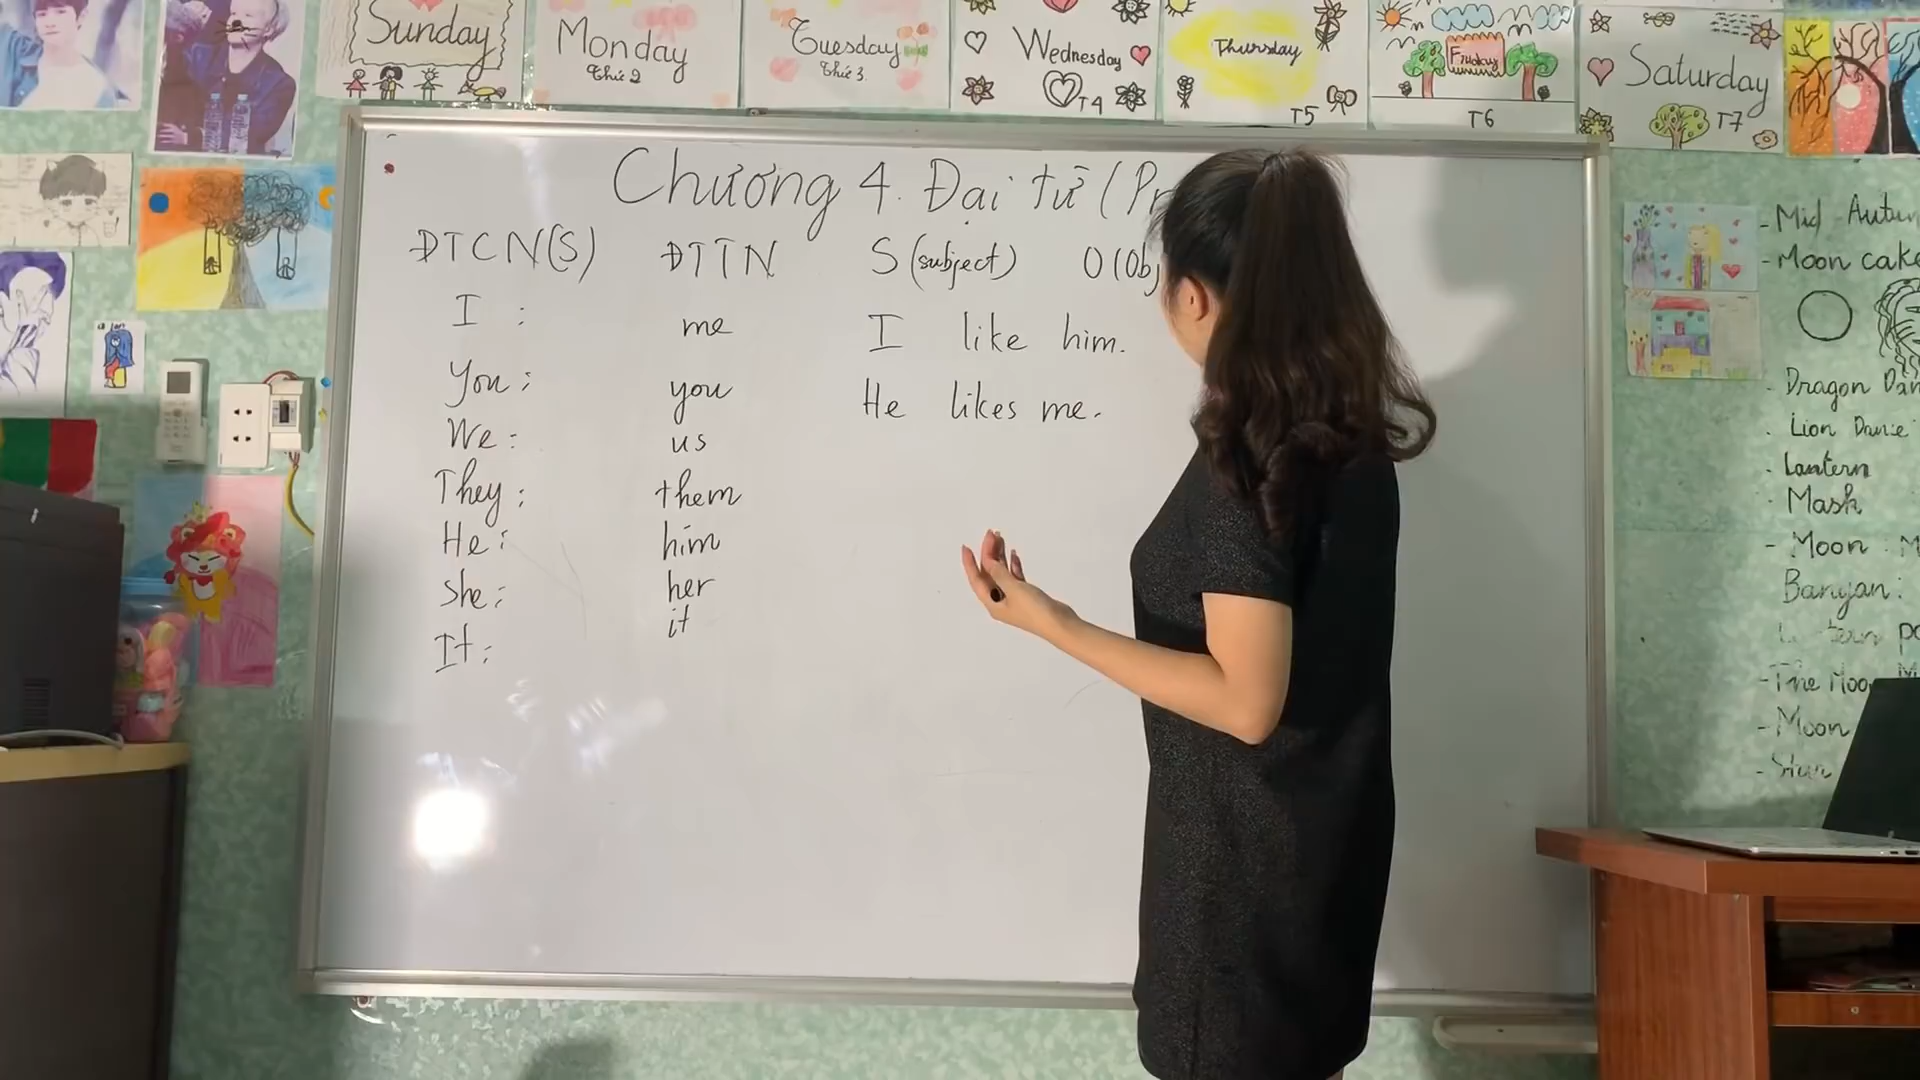 Sunday
Monday
Thứ 2
Tuesday
Thứ 3
Wednesday
T4
Thursday
T5
Friday
T6
Saturday
T7
Chương 4. Đại từ (Pr
ĐTCN(S) ĐTTN S (subject) O (Obj
I : me I like him.
You : you He likes me.
We : us
They : them
He : him
She : her
It : it
- Mid Autum
- Moon cake
- Dragon Dan
- Lion Dance
- Lantern
- Mask
- Moon : M
Banyan :
- The Moo
- Moon
- Star